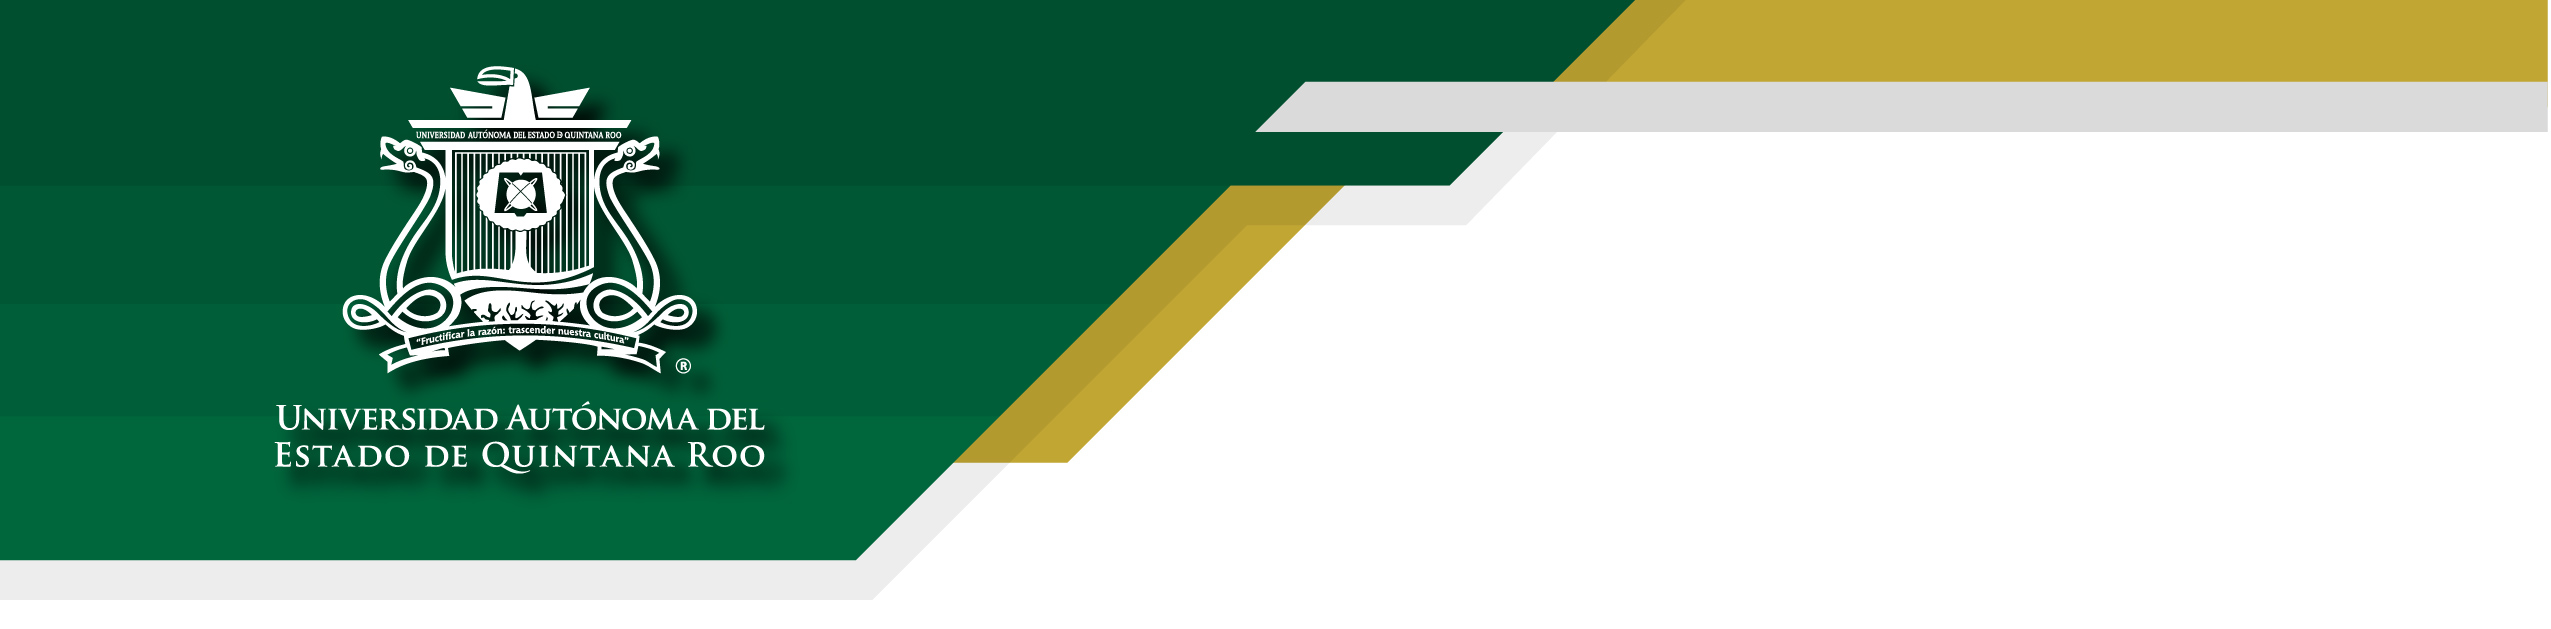 UNIVERSIDAD AUTÓNOMA DEL ESTADO DE QUINTANA ROO
“Fructificar la razón: trascender nuestra cultura”
®
UNIVERSIDAD AUTÓNOMA DEL
ESTADO DE QUINTANA ROO